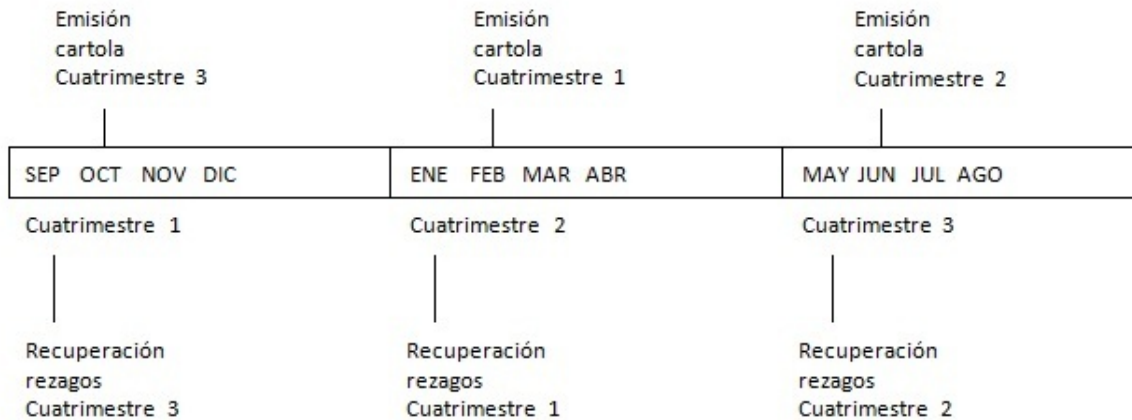 Emisión
cartola
Cuatrimestre 3
Emisión
cartola
Cuatrimestre 1
Emisión
cartola
Cuatrimestre 2
SEP OCT NOV DIC
ENE FEB MAR ABR
MAY JUN JUL AGO
Cuatrimestre 1
Cuatrimestre 2
Cuatrimestre 3
Recuperación
rezagos
Cuatrimestre 3
Recuperación
rezagos
Cuatrimestre 1
Recuperación
rezagos
Cuatrimestre 2